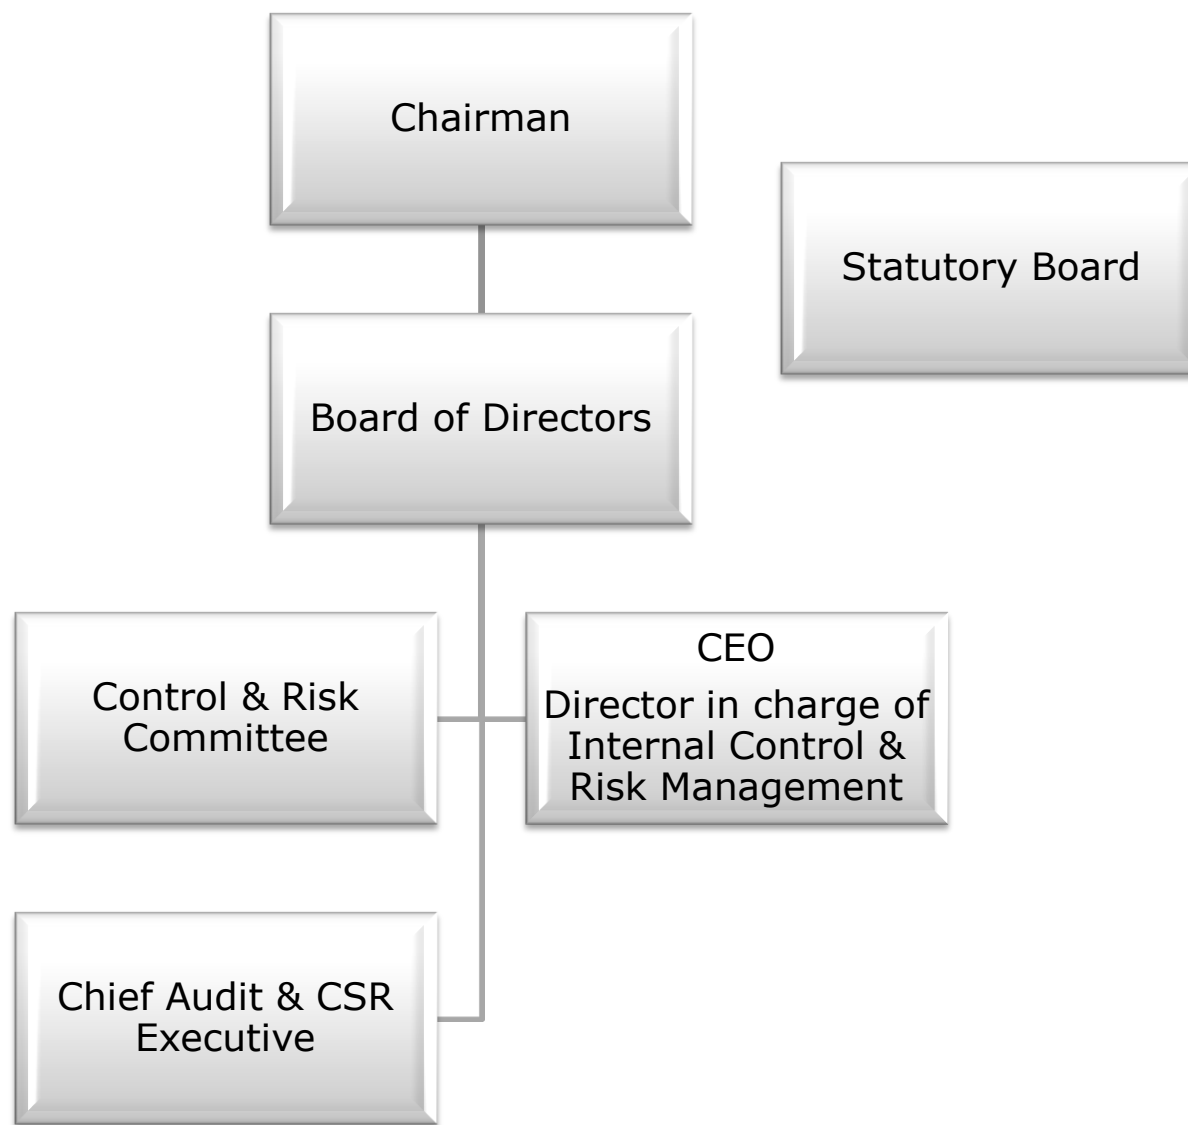 Chairman
Statutory Board
Board of Directors
Control & Risk
Committee
CEO
Director in charge of
Internal Control &
Risk Management
Chief Audit & CSR
Executive